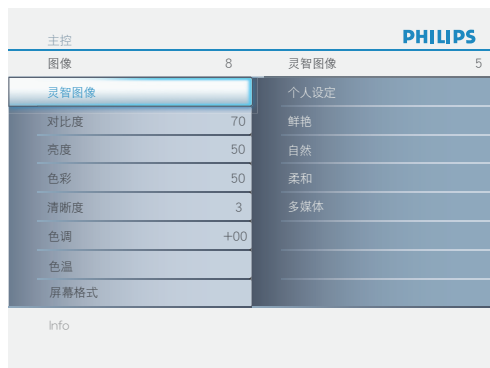 主控 PHILIPS
图像 8 灵智图像 5
灵智图像 个人设定
对比度 70 鲜艳
亮度 50 自然
色彩 50 柔和
清晰度 3 多媒体
色调 +00
色温
屏幕格式
Info